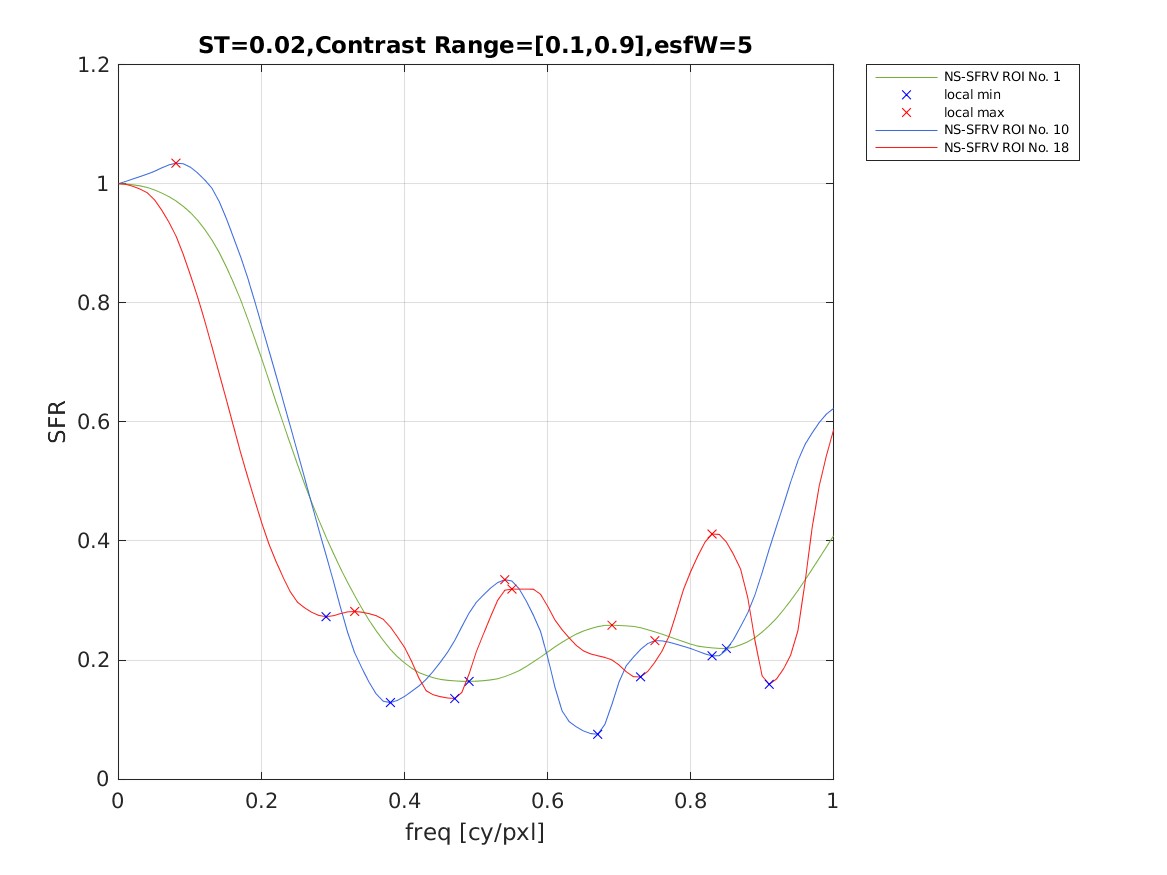 ST=0.02,Contrast Range=[0.1,0.9],esfW=5
1.2
1
0.8
0.6
0.4
0.2
0
SFR
0
0.2
0.4
0.6
0.8
1
freq [cy/pxl]
NS-SFRV ROI No. 1
local min
local max
NS-SFRV ROI No. 10
NS-SFRV ROI No. 18